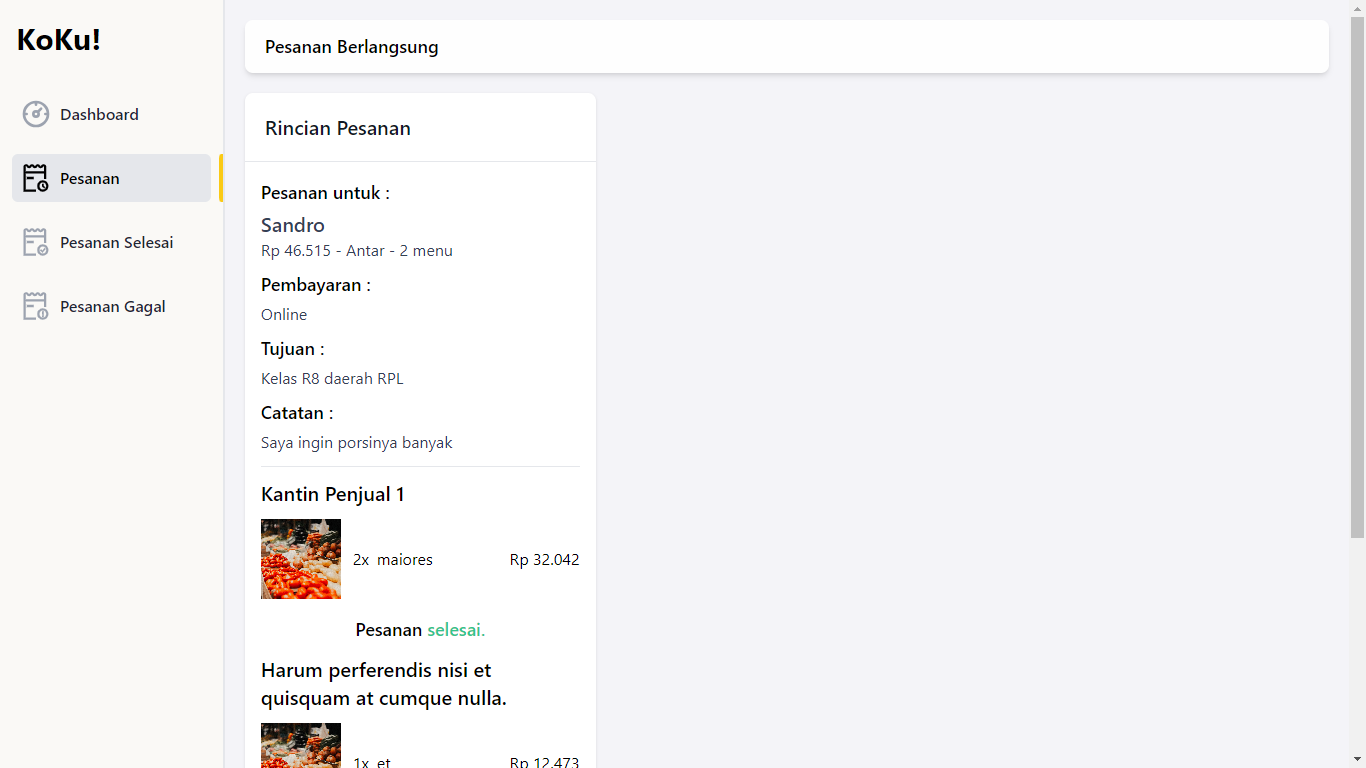 KoKu!
Dashboard
Pesanan
Pesanan Selesai
Pesanan Gagal
Pesanan Berlangsung
Rincian Pesanan
Pesanan untuk :
Sandro
Rp 46.515 - Antar - 2 menu
Pembayaran :
Online
Tujuan :
Kelas R8 daerah RPL
Catatan :
Saya ingin porsinya banyak
Kantin Penjual 1
2x maiores Rp 32.042
Pesanan selesai.
Harum perferendis nisi et
quisquam at cumque nulla.
1x et Rp 12.473